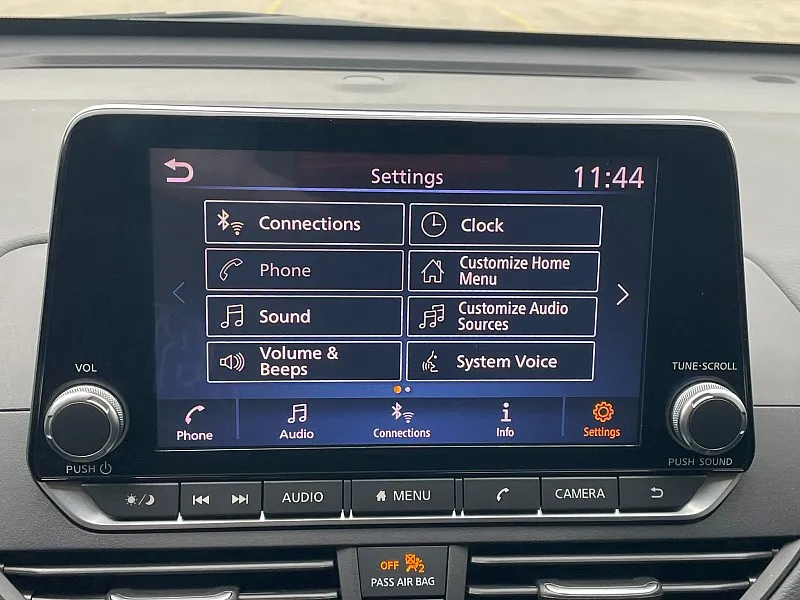 Settings 11:44
Connections Clock
Phone Customize Home
Menu
Sound Customize Audio
Sources
Volume &
Beeps
System Voice
VOL TUNE·SCROLL
Phone Audio Connections Info Settings
PUSH PUSH SOUND
AUDIO MENU CAMERA
OFF 2
PASS AIR BAG